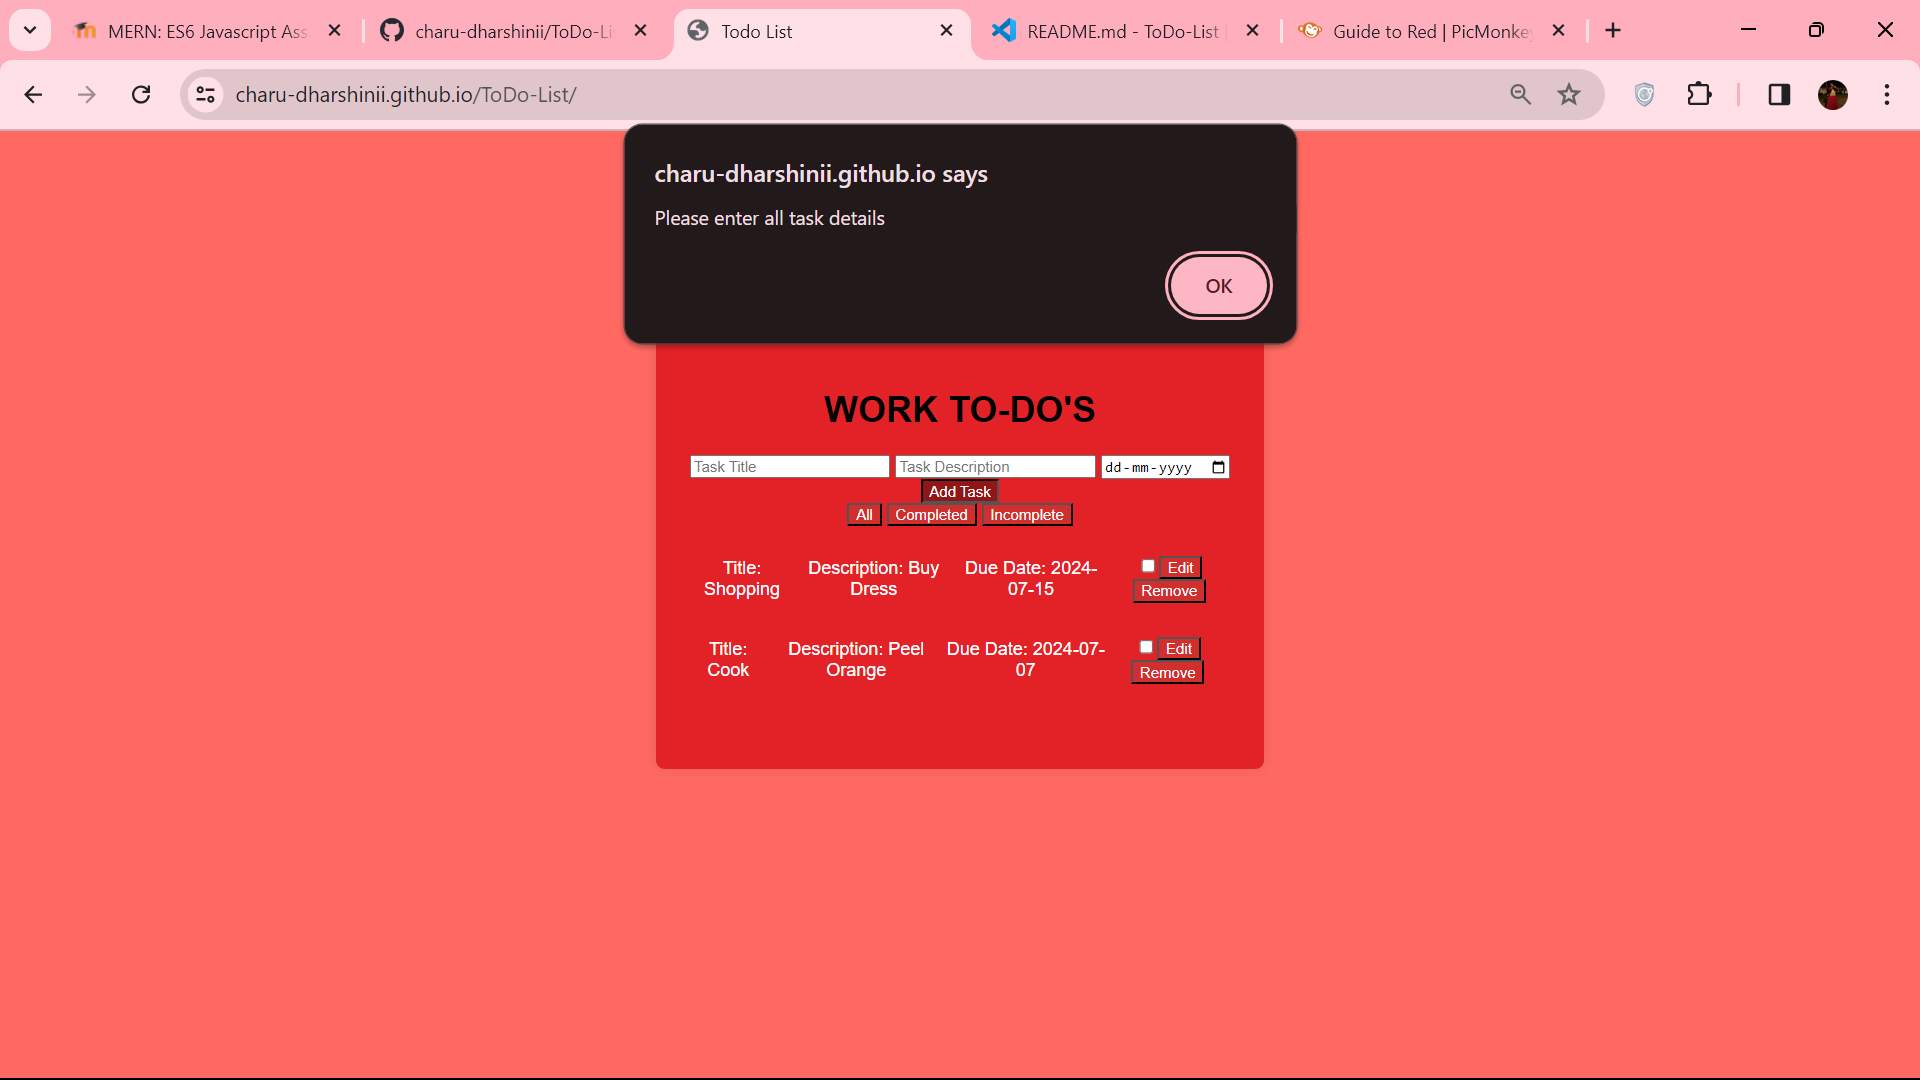 MERN: ES6 Javascript Ass
charu-dharshinii/ToDo-Li
Todo List
README.md - ToDo-List
Guide to Red | PicMonkey
charu-dharshinii.github.io/ToDo-List/
charu-dharshinii.github.io says
Please enter all task details
OK
WORK TO-DO'S
Task Title Task Description dd-mm-yyyy
Add Task
All Completed Incomplete
Title: Description: Buy Due Date: 2024- Edit
Shopping Dress 07-15 Remove
Title: Description: Peel Due Date: 2024-07- Edit
Cook Orange 07 Remove